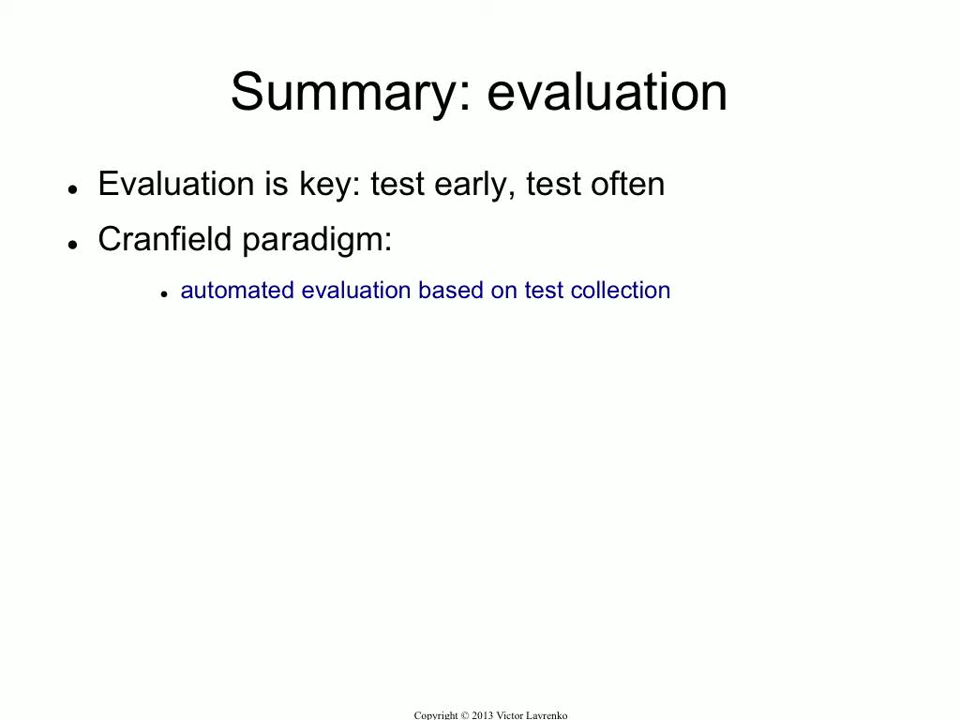 Summary: evaluation
Evaluation is key: test early, test often
Cranfield paradigm:
automated evaluation based on test collection
Copyright © 2013 Victor Lavrenko